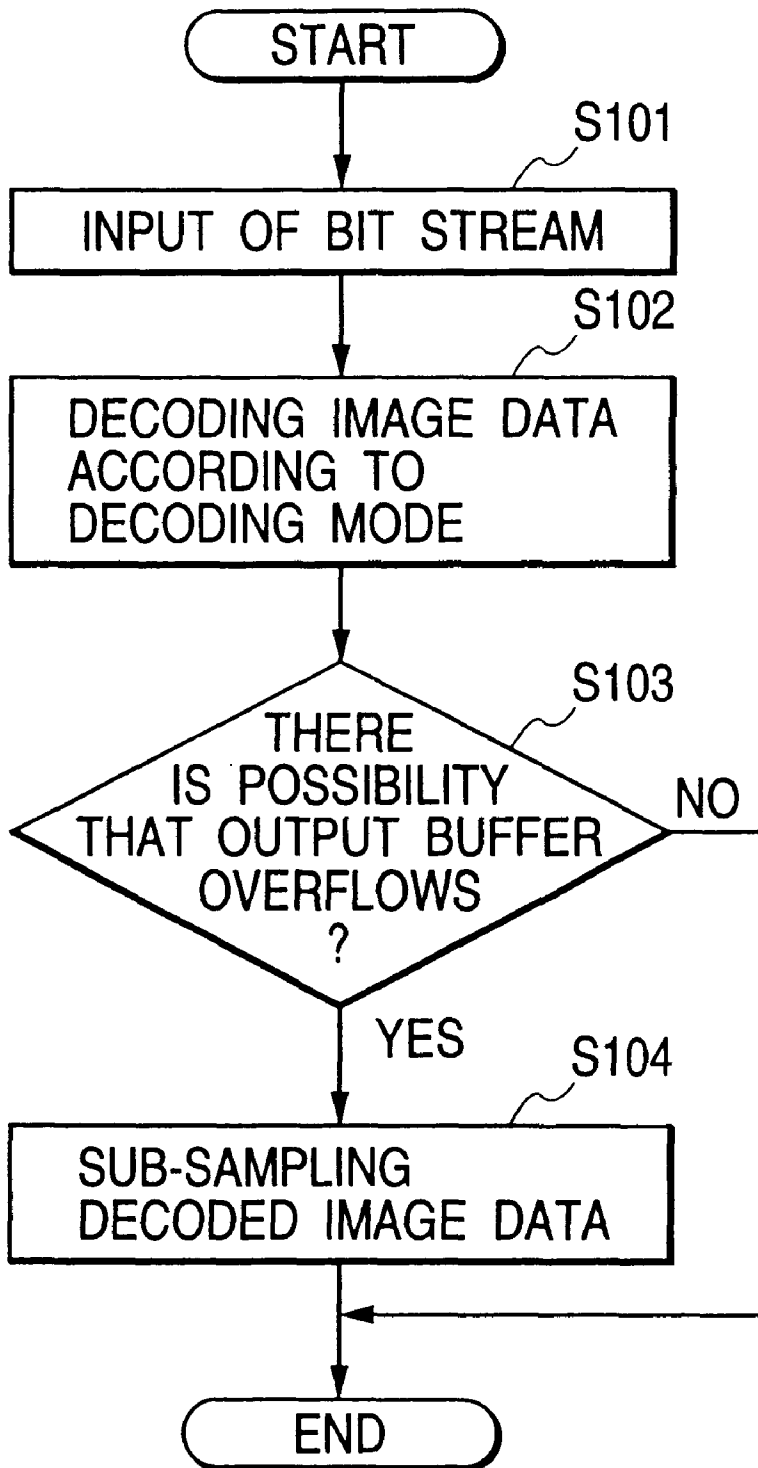 START
S101
INPUT OF BIT STREAM
S102
DECODING IMAGE DATA
ACCORDING TO
DECODING MODE
S103
THERE
IS POSSIBILITY
THAT OUTPUT BUFFER
OVERFLOWS
?
NO
YES
S104
SUB-SAMPLING
DECODED IMAGE DATA
END